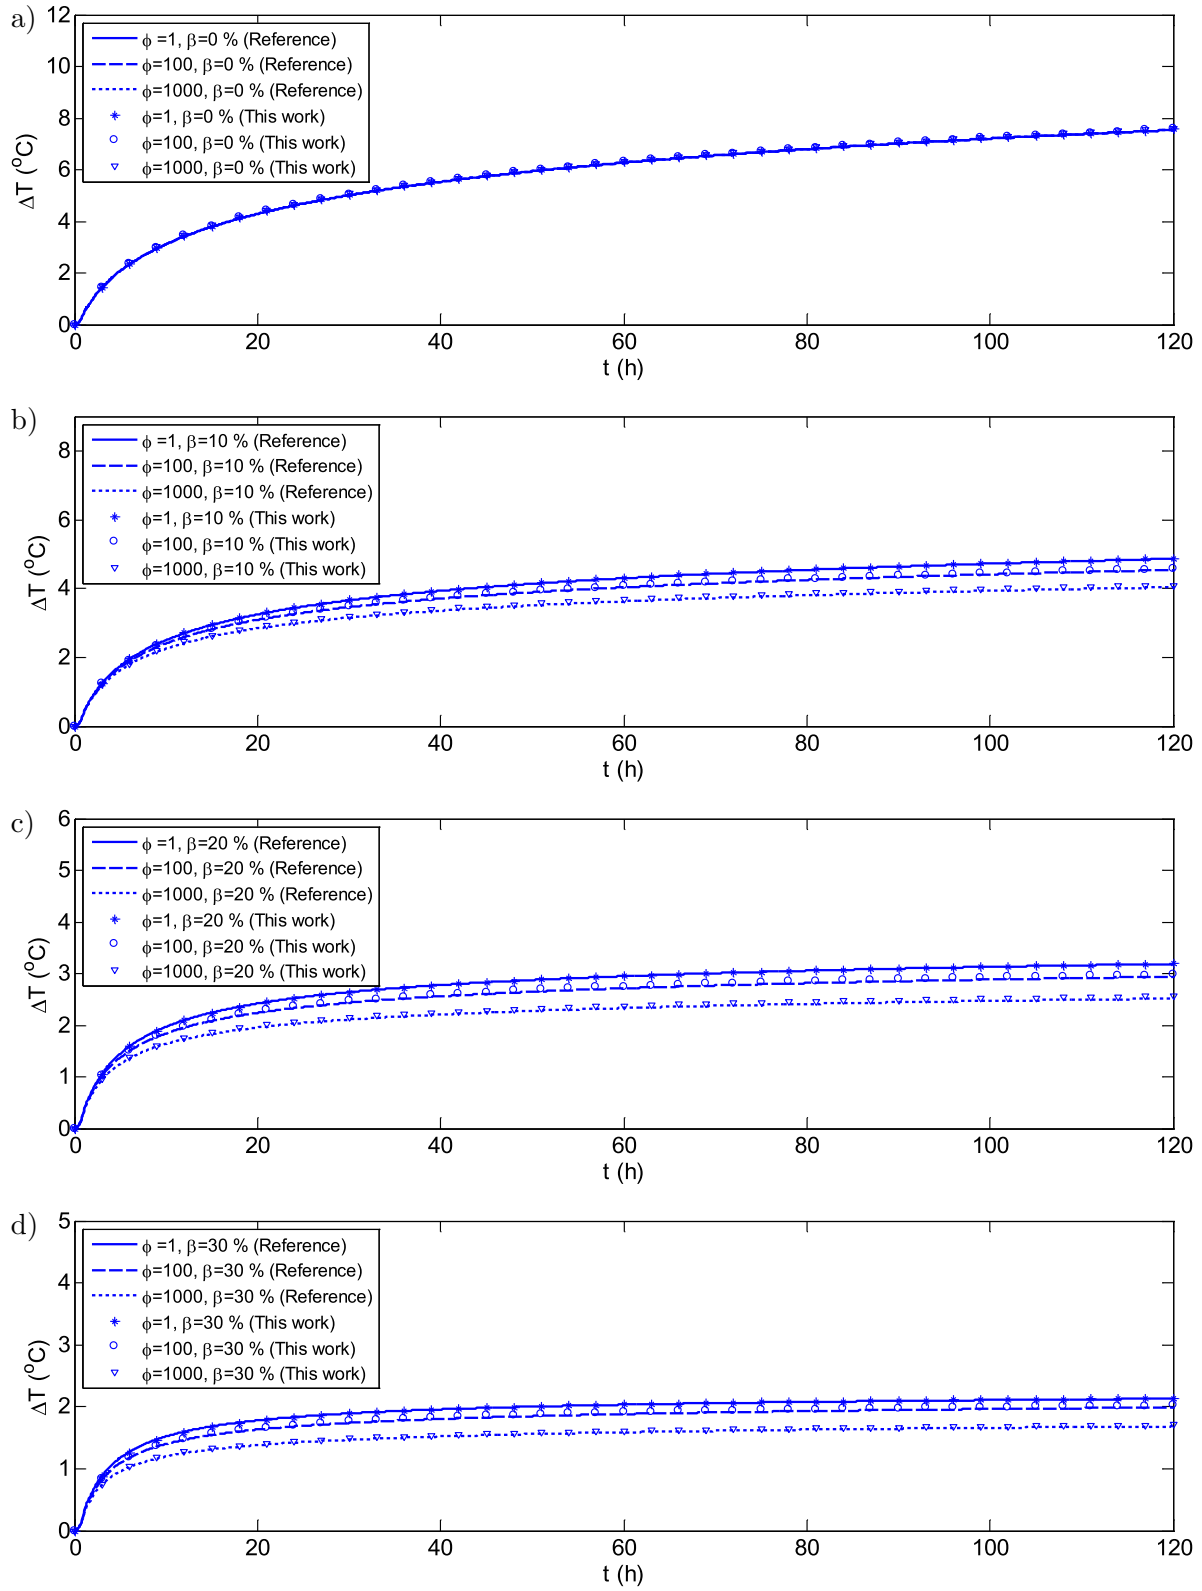 a)
12
10
8
6
4
2
0
ΔT (°C)
ϕ =1, β=0 % (Reference)
ϕ=100, β=0 % (Reference)
ϕ=1000, β=0 % (Reference)
ϕ=1, β=0 % (This work)
ϕ=100, β=0 % (This work)
ϕ=1000, β=0 % (This work)
0 20 40 60 80 100 120
t (h)
b)
8
6
4
2
0
ΔT (°C)
ϕ =1, β=10 % (Reference)
ϕ=100, β=10 % (Reference)
ϕ=1000, β=10 % (Reference)
ϕ=1, β=10 % (This work)
ϕ=100, β=10 % (This work)
ϕ=1000, β=10 % (This work)
0 20 40 60 80 100 120
t (h)
c)
6
5
4
3
2
1
0
ΔT (°C)
ϕ =1, β=20 % (Reference)
ϕ=100, β=20 % (Reference)
ϕ=1000, β=20 % (Reference)
ϕ=1, β=20 % (This work)
ϕ=100, β=20 % (This work)
ϕ=1000, β=20 % (This work)
0 20 40 60 80 100 120
t (h)
d)
5
4
3
2
1
0
ΔT (°C)
ϕ =1, β=30 % (Reference)
ϕ=100, β=30 % (Reference)
ϕ=1000, β=30 % (Reference)
ϕ=1, β=30 % (This work)
ϕ=100, β=30 % (This work)
ϕ=1000, β=30 % (This work)
0 20 40 60 80 100 120
t (h)